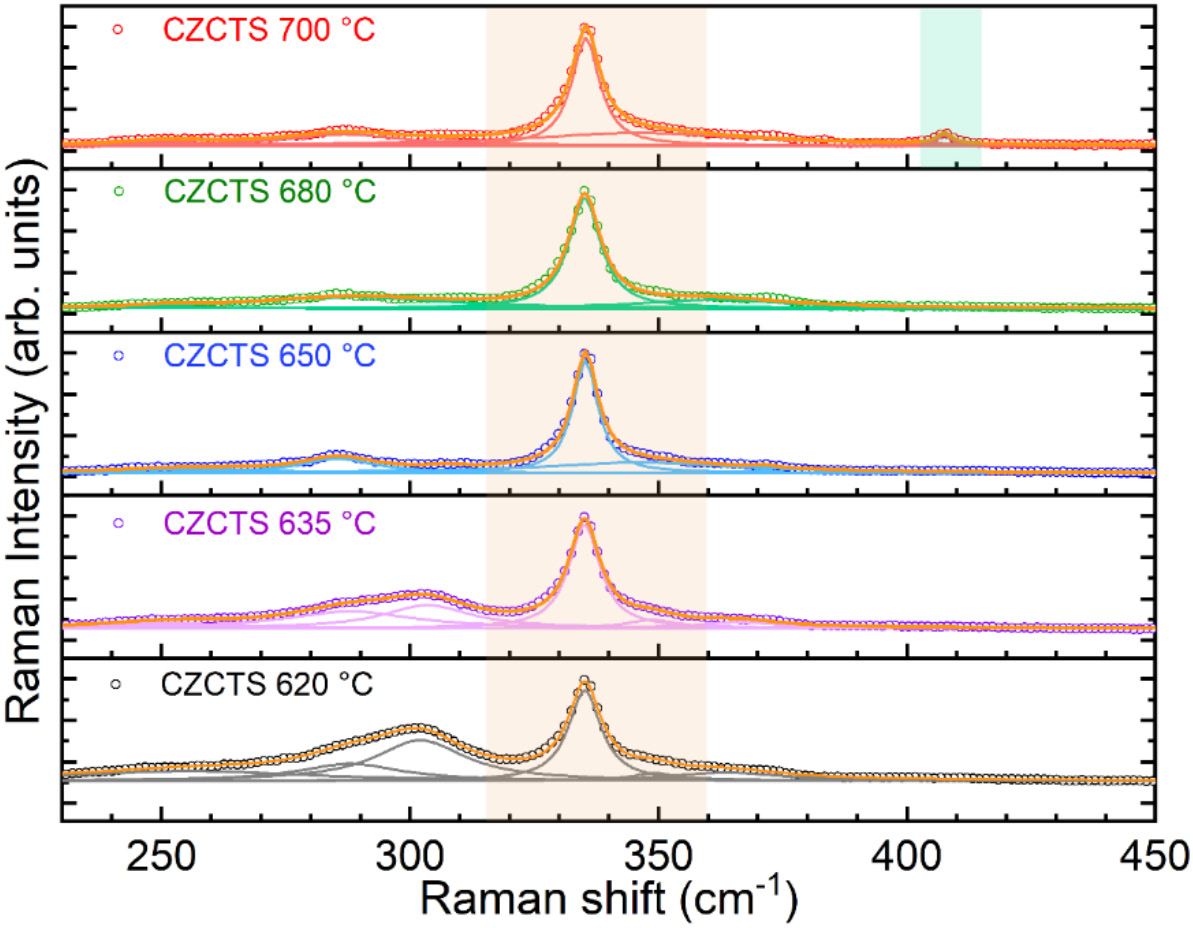 CZCTS 700 °C
CZCTS 680 °C
CZCTS 650 °C
CZCTS 635 °C
CZCTS 620 °C
Raman Intensity (arb. units)
250 300 350 400 450
Raman shift (cm⁻¹)